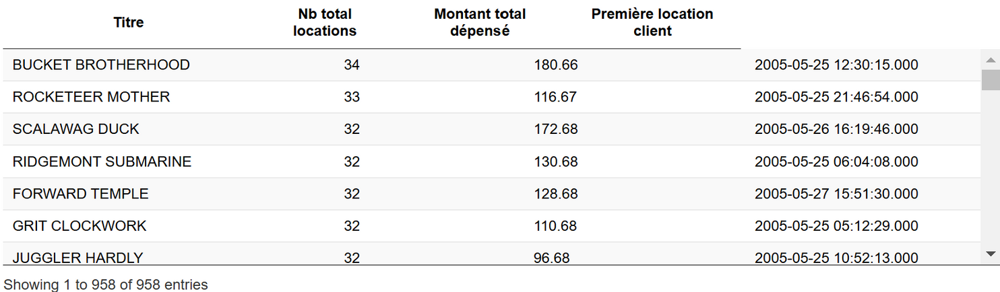 Titre Nb total locations Montant total dépensé Première location client
BUCKET BROTHERHOOD 34 180.66 2005-05-25 12:30:15.000
ROCKETEER MOTHER 33 116.67 2005-05-25 21:46:54.000
SCALAWAG DUCK 32 172.68 2005-05-26 16:19:46.000
RIDGEMONT SUBMARINE 32 130.68 2005-05-25 06:04:08.000
FORWARD TEMPLE 32 128.68 2005-05-27 15:51:30.000
GRIT CLOCKWORK 32 110.68 2005-05-25 05:12:29.000
JUGGLER HARDLY 32 96.68 2005-05-25 10:52:13.000
Showing 1 to 958 of 958 entries